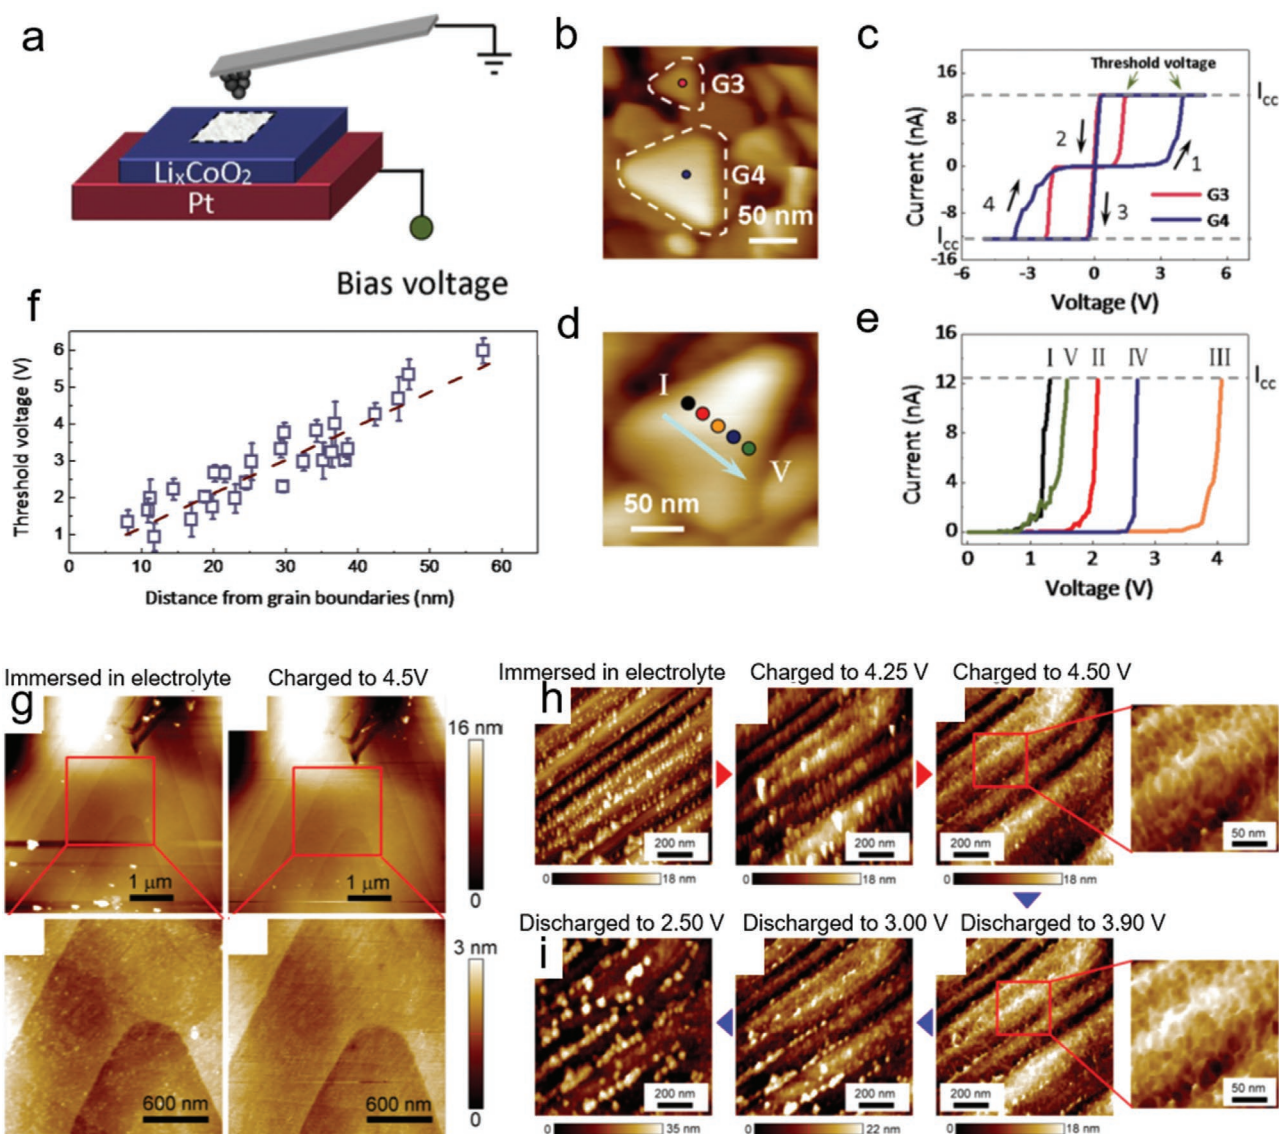 a
LixCoO2
Pt
Bias voltage
b
G3
G4
50 nm
c
Threshold voltage
Icc
Icc
Current (nA)
16
8
0
-8
-16
1
2
3
4
G3
G4
-6 -3 0 3 6
Voltage (V)
f
Threshold voltage (V)
6
5
4
3
2
1
0 10 20 30 40 50 60
Distance from grain boundaries (nm)
d
I
V
50 nm
e
Current (nA)
16
12
8
4
0
I V II IV III
Icc
0 1 2 3 4
Voltage (V)
g
Immersed in electrolyte Charged to 4.5V
1 μm 1 μm
16 nm
0
600 nm 600 nm
3 nm
0
h
Immersed in electrolyte Charged to 4.25 V Charged to 4.50 V
200 nm 200 nm 200 nm 50 nm
0 18 nm 0 18 nm 0 18 nm
i
Discharged to 2.50 V Discharged to 3.00 V Discharged to 3.90 V
200 nm 200 nm 200 nm 50 nm
0 35 nm 0 22 nm 0 18 nm